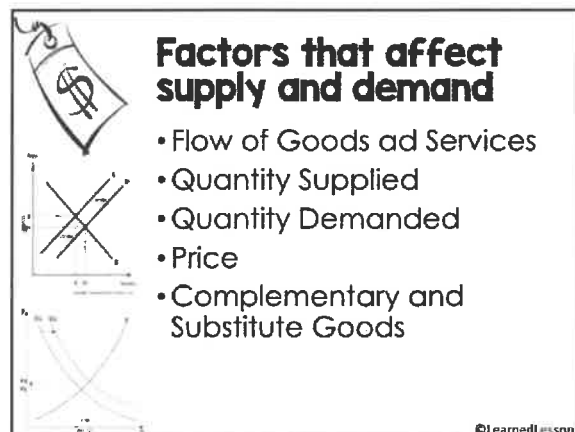 Factors that affect
supply and demand
• Flow of Goods ad Services
• Quantity Supplied
• Quantity Demanded
• Price
• Complementary and
Substitute Goods
©LearnedLesson